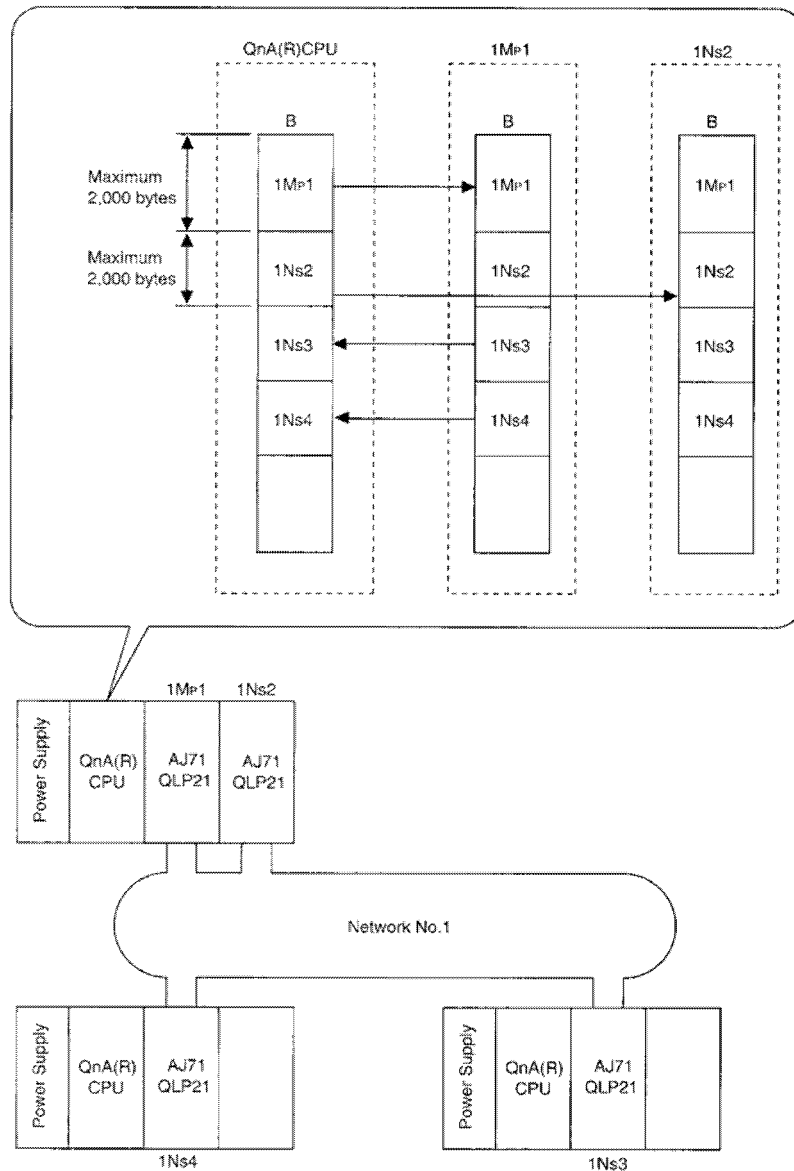 QnA(R)CPU 1MP1 1Ns2
B B B
Maximum
2,000 bytes
1MP1 1MP1 1MP1
Maximum
2,000 bytes
1Ns2 1Ns2 1Ns2
1Ns3 1Ns3 1Ns3
1Ns4 1Ns4 1Ns4
1MP1 1Ns2
Power Supply
QnA(R)
CPU
AJ71
QLP21
AJ71
QLP21
Network No.1
Power Supply
QnA(R)
CPU
AJ71
QLP21
1Ns4
Power Supply
QnA(R)
CPU
AJ71
QLP21
1Ns3